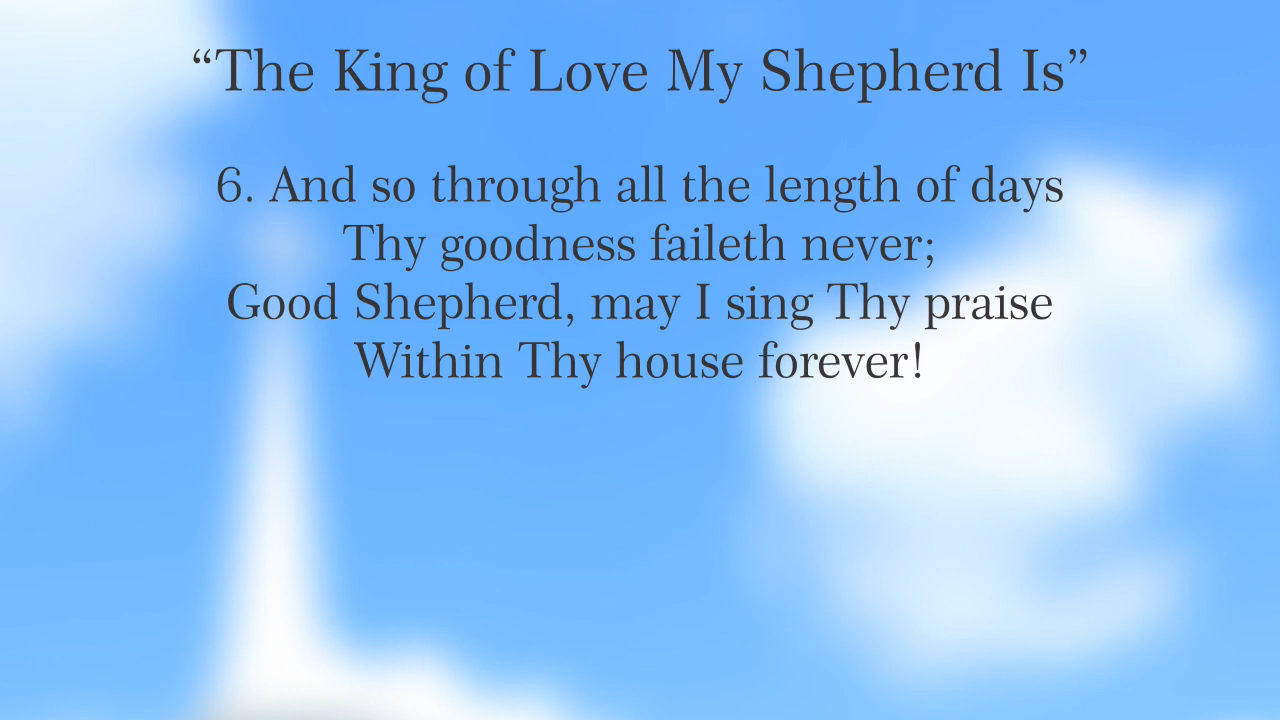 “The King of Love My Shepherd Is”
6. And so through all the length of days
Thy goodness faileth never;
Good Shepherd, may I sing Thy praise
Within Thy house forever!